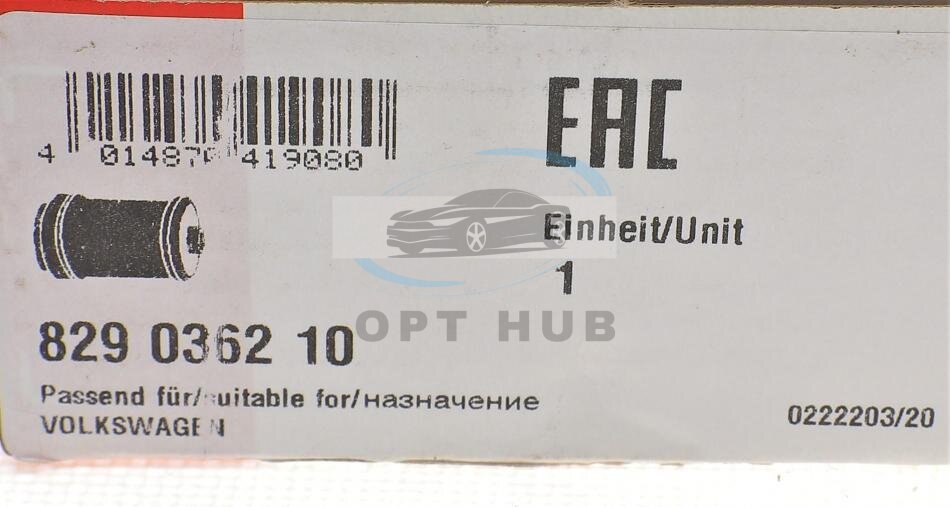 EAC
4 014870 419080
Einheit/Unit
1
OPT HUB
829 0362 10
Passend für/suitable for/назначение
VOLKSWAGEN
0222203/20